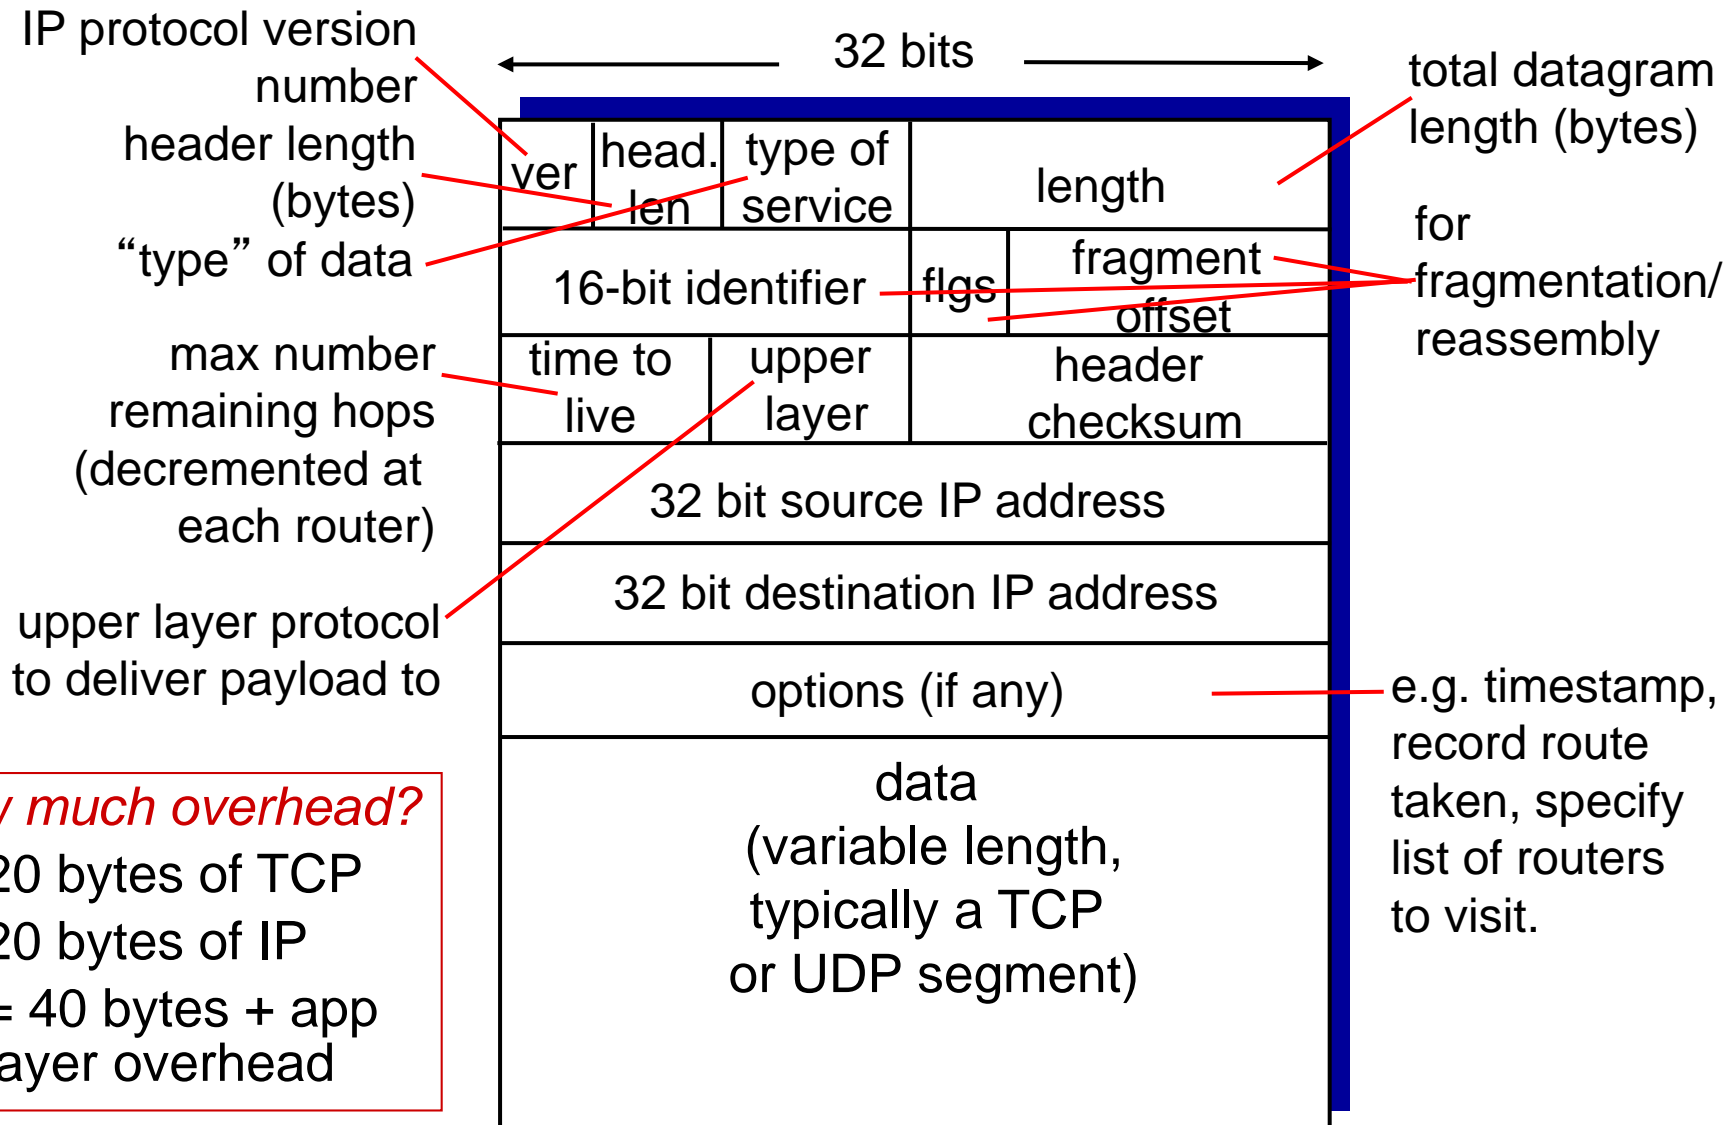 IP protocol version
number
header length
(bytes)
“type” of data
max number
remaining hops
(decremented at
each router)
upper layer protocol
to deliver payload to
much overhead?
20 bytes of TCP
20 bytes of IP
= 40 bytes + app
ayer overhead
32 bits
ver
head.
len
type of
service
length
16-bit identifier
flgs
fragment
offset
time to
live
upper
layer
header
checksum
32 bit source IP address
32 bit destination IP address
options (if any)
data
(variable length,
typically a TCP
or UDP segment)
total datagram
length (bytes)
for
fragmentation/
reassembly
e.g. timestamp,
record route
taken, specify
list of routers
to visit.